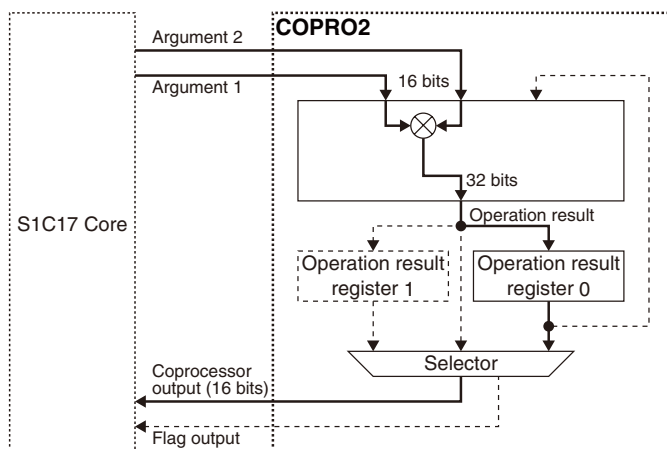 COPRO2
Argument 2
Argument 1
16 bits
32 bits
S1C17 Core
Operation result
Operation result
register 1
Operation result
register 0
Selector
Coprocessor
output (16 bits)
Flag output